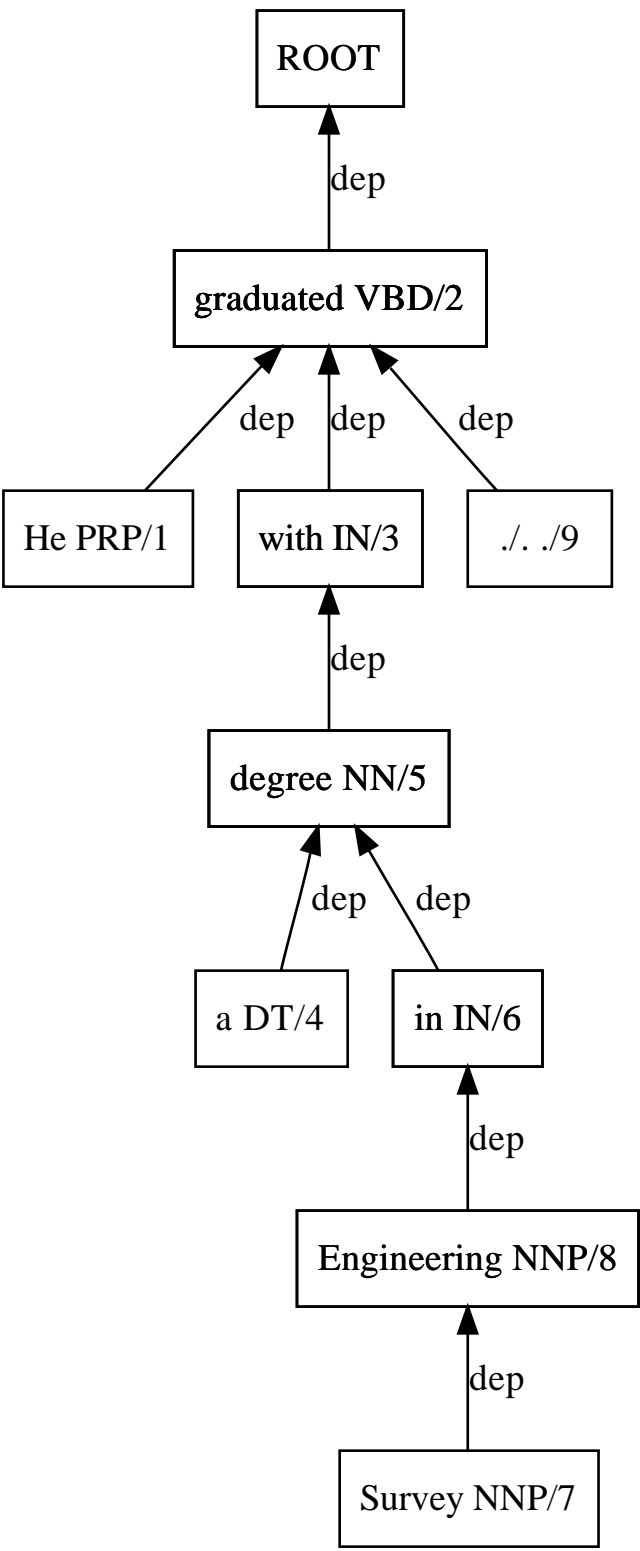 ROOT
dep
graduated VBD/2
dep dep dep
He PRP/1 with IN/3 ./. ./9
dep
degree NN/5
dep dep
a DT/4 in IN/6
dep
Engineering NNP/8
dep
Survey NNP/7